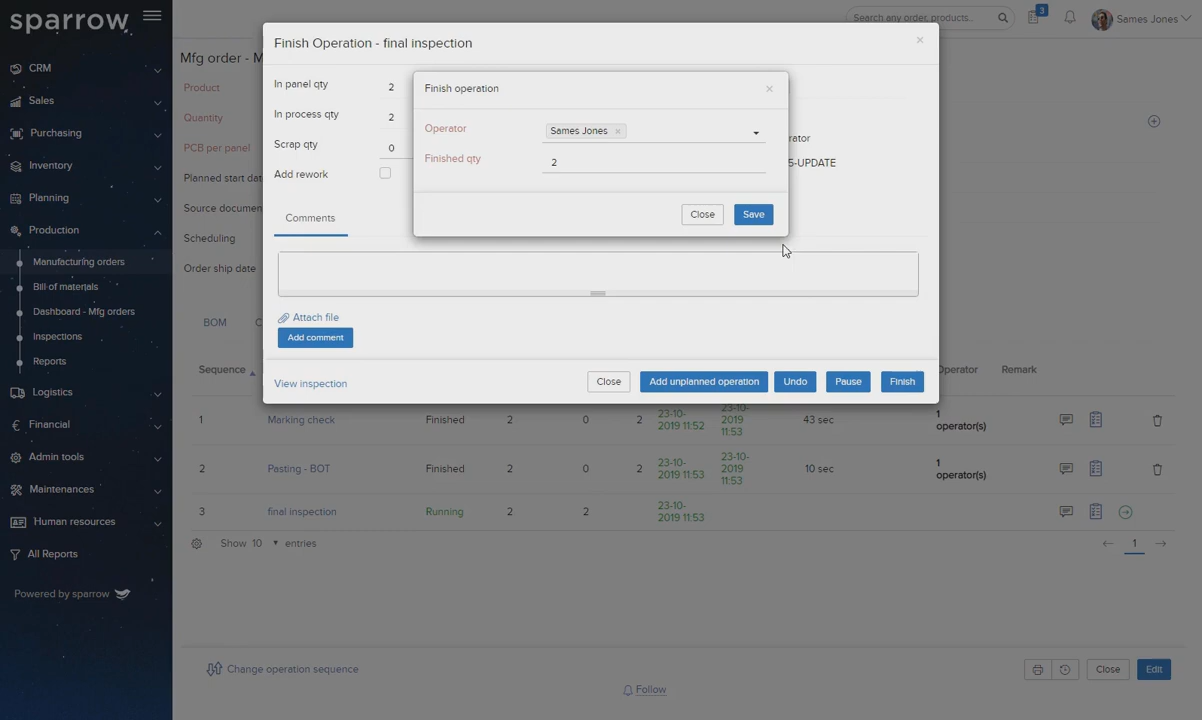 sparrow
Search any order, products..
3
Sames Jones
CRM
Sales
Purchasing
Inventory
Planning
Production
Manufacturing orders
Bill of materials
Dashboard - Mfg orders
Inspections
Reports
Logistics
Financial
Admin tools
Maintenances
Human resources
All Reports
Powered by sparrow
Mfg order - M
Product
Quantity
PCB per panel
Planned start dat
Source documen
Scheduling
Order ship date
Finish Operation - final inspection ×
In panel qty 2
In process qty 2
Scrap qty 0
Add rework
rator
5-UPDATE
Finish operation ×
Operator Sames Jones ×
Finished qty 2
Close Save
Comments
Attach file
Add comment
View inspection Close Add unplanned operation Undo Pause Finish
BOM C
Sequence Operator Remark
1 Marking check Finished 2 0 2 23-10-2019 11:52 23-10-2019 11:53 43 sec 1 operator(s)
2 Pasting - BOT Finished 2 0 2 23-10-2019 11:53 23-10-2019 11:53 10 sec 1 operator(s)
3 final inspection Running 2 2 23-10-2019 11:53
Show 10 entries 1
Change operation sequence Close Edit
Follow